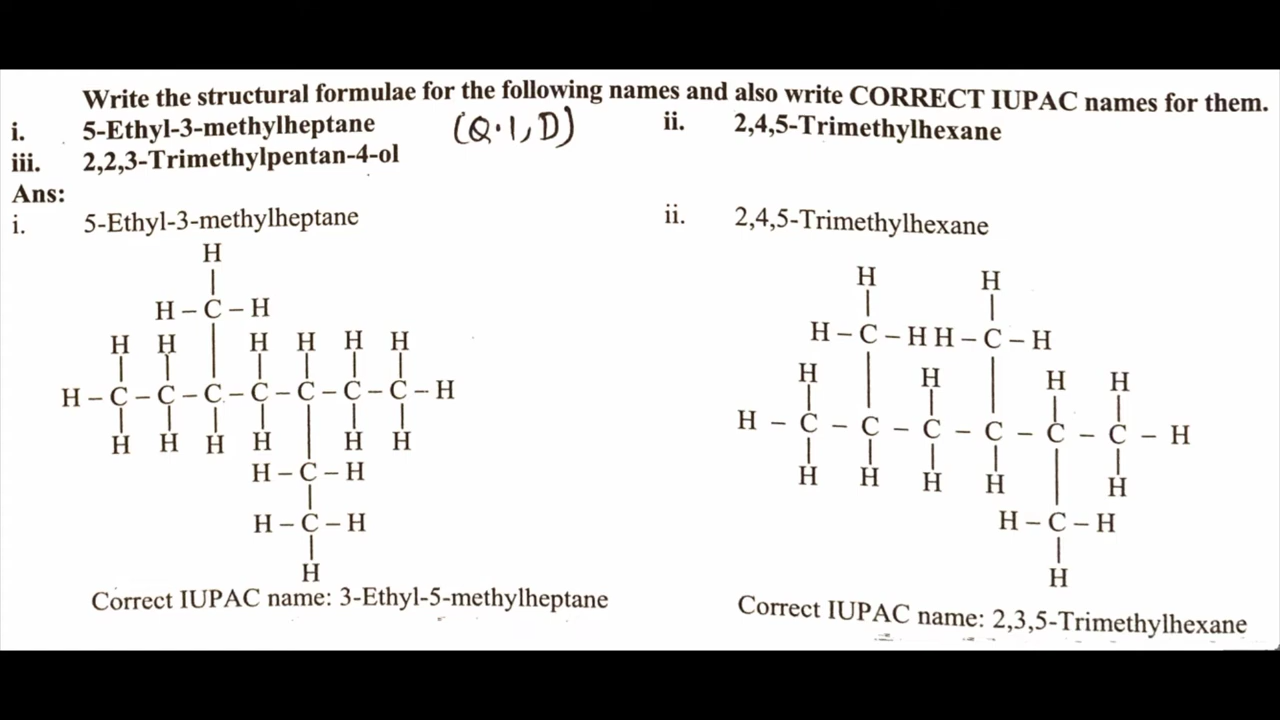 Write the structural formulae for the following names and also write CORRECT IUPAC names for them.
i. 5-Ethyl-3-methylheptane (Q.1, D) ii. 2,4,5-Trimethylhexane
iii. 2,2,3-Trimethylpentan-4-ol
Ans:
i. 5-Ethyl-3-methylheptane ii. 2,4,5-Trimethylhexane
H
H – C – H
H H H H H H
H – C – C – C – C – C – C – C – H
H H H H H H
H – C – H
H – C – H
H
Correct IUPAC name: 3-Ethyl-5-methylheptane
H H
H – C – H H – C – H
H H H H
H – C – C – C – C – C – C – H
H H H H H
H – C – H
H
Correct IUPAC name: 2,3,5-Trimethylhexane